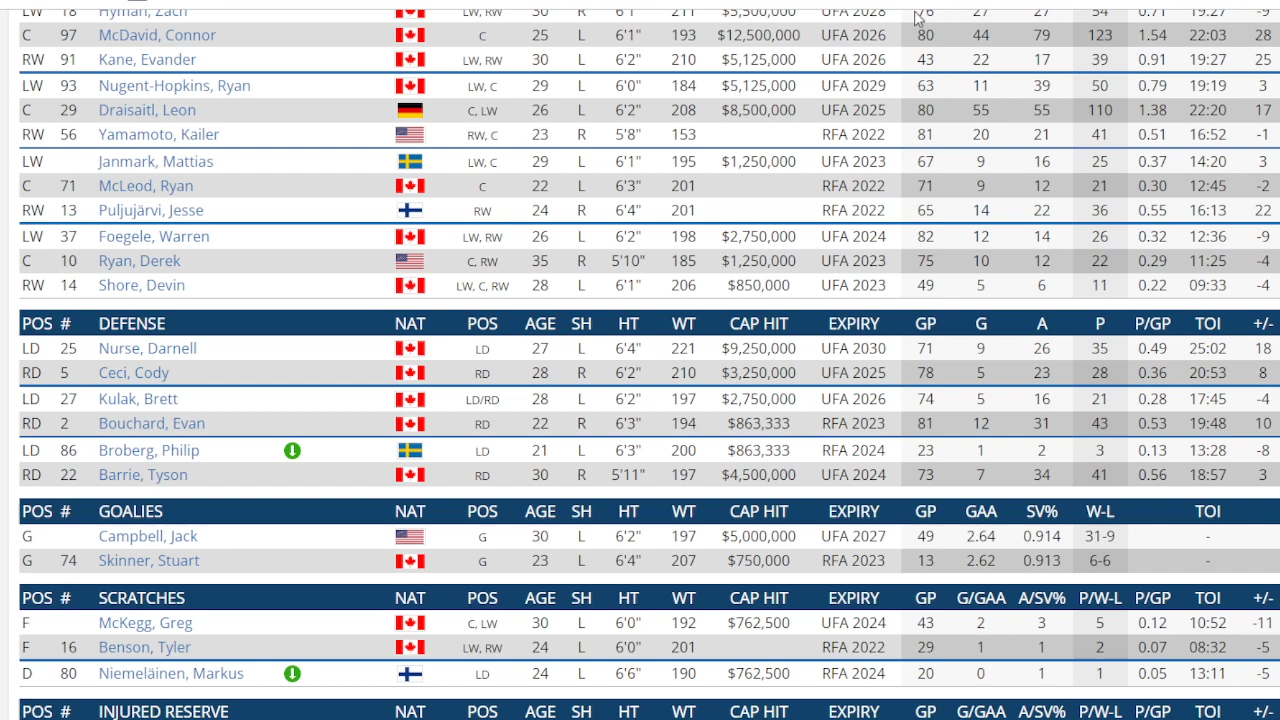 LW 18 Hyman, Zach LW, RW 30 R 6'1" 211 $5,500,000 UFA 2028 76 27 27 54 0.71 19:27 -9
C 97 McDavid, Connor C 25 L 6'1" 193 $12,500,000 UFA 2026 80 44 79 123 1.54 22:03 28
RW 91 Kane, Evander LW, RW 30 L 6'2" 210 $5,125,000 UFA 2026 43 22 17 39 0.91 19:27 25
LW 93 Nugent-Hopkins, Ryan LW, C 29 L 6'0" 184 $5,125,000 UFA 2029 63 11 39 50 0.79 19:19 3
C 29 Draisaitl, Leon C, LW 26 L 6'2" 208 $8,500,000 UFA 2025 80 55 55 110 1.38 22:20
RW 56 Yamamoto, Kailer RW, C 23 R 5'8" 153 RFA 2022 81 20 21 41 0.51 16:52
LW Janmark, Mattias LW, C 29 L 6'1" 195 $1,250,000 UFA 2023 67 9 16 25 0.37 14:20 3
C 71 McLeod, Ryan C 22 L 6'3" 201 RFA 2022 71 9 12 21 0.30 12:45 -2
RW 13 Puljujärvi, Jesse RW 24 R 6'4" 201 RFA 2022 65 14 22 36 0.55 16:13 22
LW 37 Foegele, Warren LW, RW 26 L 6'2" 198 $2,750,000 UFA 2024 82 12 14 26 0.32 12:36 -9
C 10 Ryan, Derek C, RW 35 R 5'10" 185 $1,250,000 UFA 2023 75 10 12 22 0.29 11:25 -4
RW 14 Shore, Devin LW, C, RW 28 L 6'1" 206 $850,000 UFA 2023 49 5 6 11 0.22 09:33 -4
POS # DEFENSE NAT POS AGE SH HT WT CAP HIT EXPIRY GP G A P P/GP TOI +/-
LD 25 Nurse, Darnell LD 27 L 6'4" 221 $9,250,000 UFA 2030 71 9 26 35 0.49 25:02 18
RD 5 Ceci, Cody RD 28 R 6'2" 210 $3,250,000 UFA 2025 78 5 23 28 0.36 20:53 8
LD 27 Kulak, Brett LD/RD 28 L 6'2" 197 $2,750,000 UFA 2026 74 5 16 21 0.28 17:45 -4
RD 2 Bouchard, Evan RD 22 R 6'3" 194 $863,333 RFA 2023 81 12 31 43 0.53 19:48 10
LD 86 Broberg, Philip LD 21 L 6'3" 200 $863,333 RFA 2024 23 1 2 3 0.13 13:28 -8
RD 22 Barrie, Tyson RD 30 R 5'11" 197 $4,500,000 UFA 2024 73 7 34 41 0.56 18:57 3
POS # GOALIES NAT POS AGE SH HT WT CAP HIT EXPIRY GP GAA SV% W-L TOI
G Campbell, Jack G 30 L 6'2" 197 $5,000,000 UFA 2027 49 2.64 0.914 31-9 -
G 74 Skinner, Stuart G 23 L 6'4" 207 $750,000 RFA 2023 13 2.62 0.913 6-6 -
POS # SCRATCHES NAT POS AGE SH HT WT CAP HIT EXPIRY GP G/GAA A/SV% P/W-L P/GP TOI +/-
F McKegg, Greg C, LW 30 L 6'0" 192 $762,500 UFA 2024 43 2 3 5 0.12 10:52 -11
F 16 Benson, Tyler LW, RW 24 L 6'0" 201 RFA 2022 29 1 1 2 0.07 08:32 -5
D 80 Niemeläinen, Markus LD 24 L 6'6" 190 $762,500 RFA 2024 20 0 1 1 0.05 13:11 -5
POS # INJURED RESERVE NAT POS AGE SH HT WT CAP HIT EXPIRY GP G/GAA A/SV% P/W-L P/GP TOI +/-